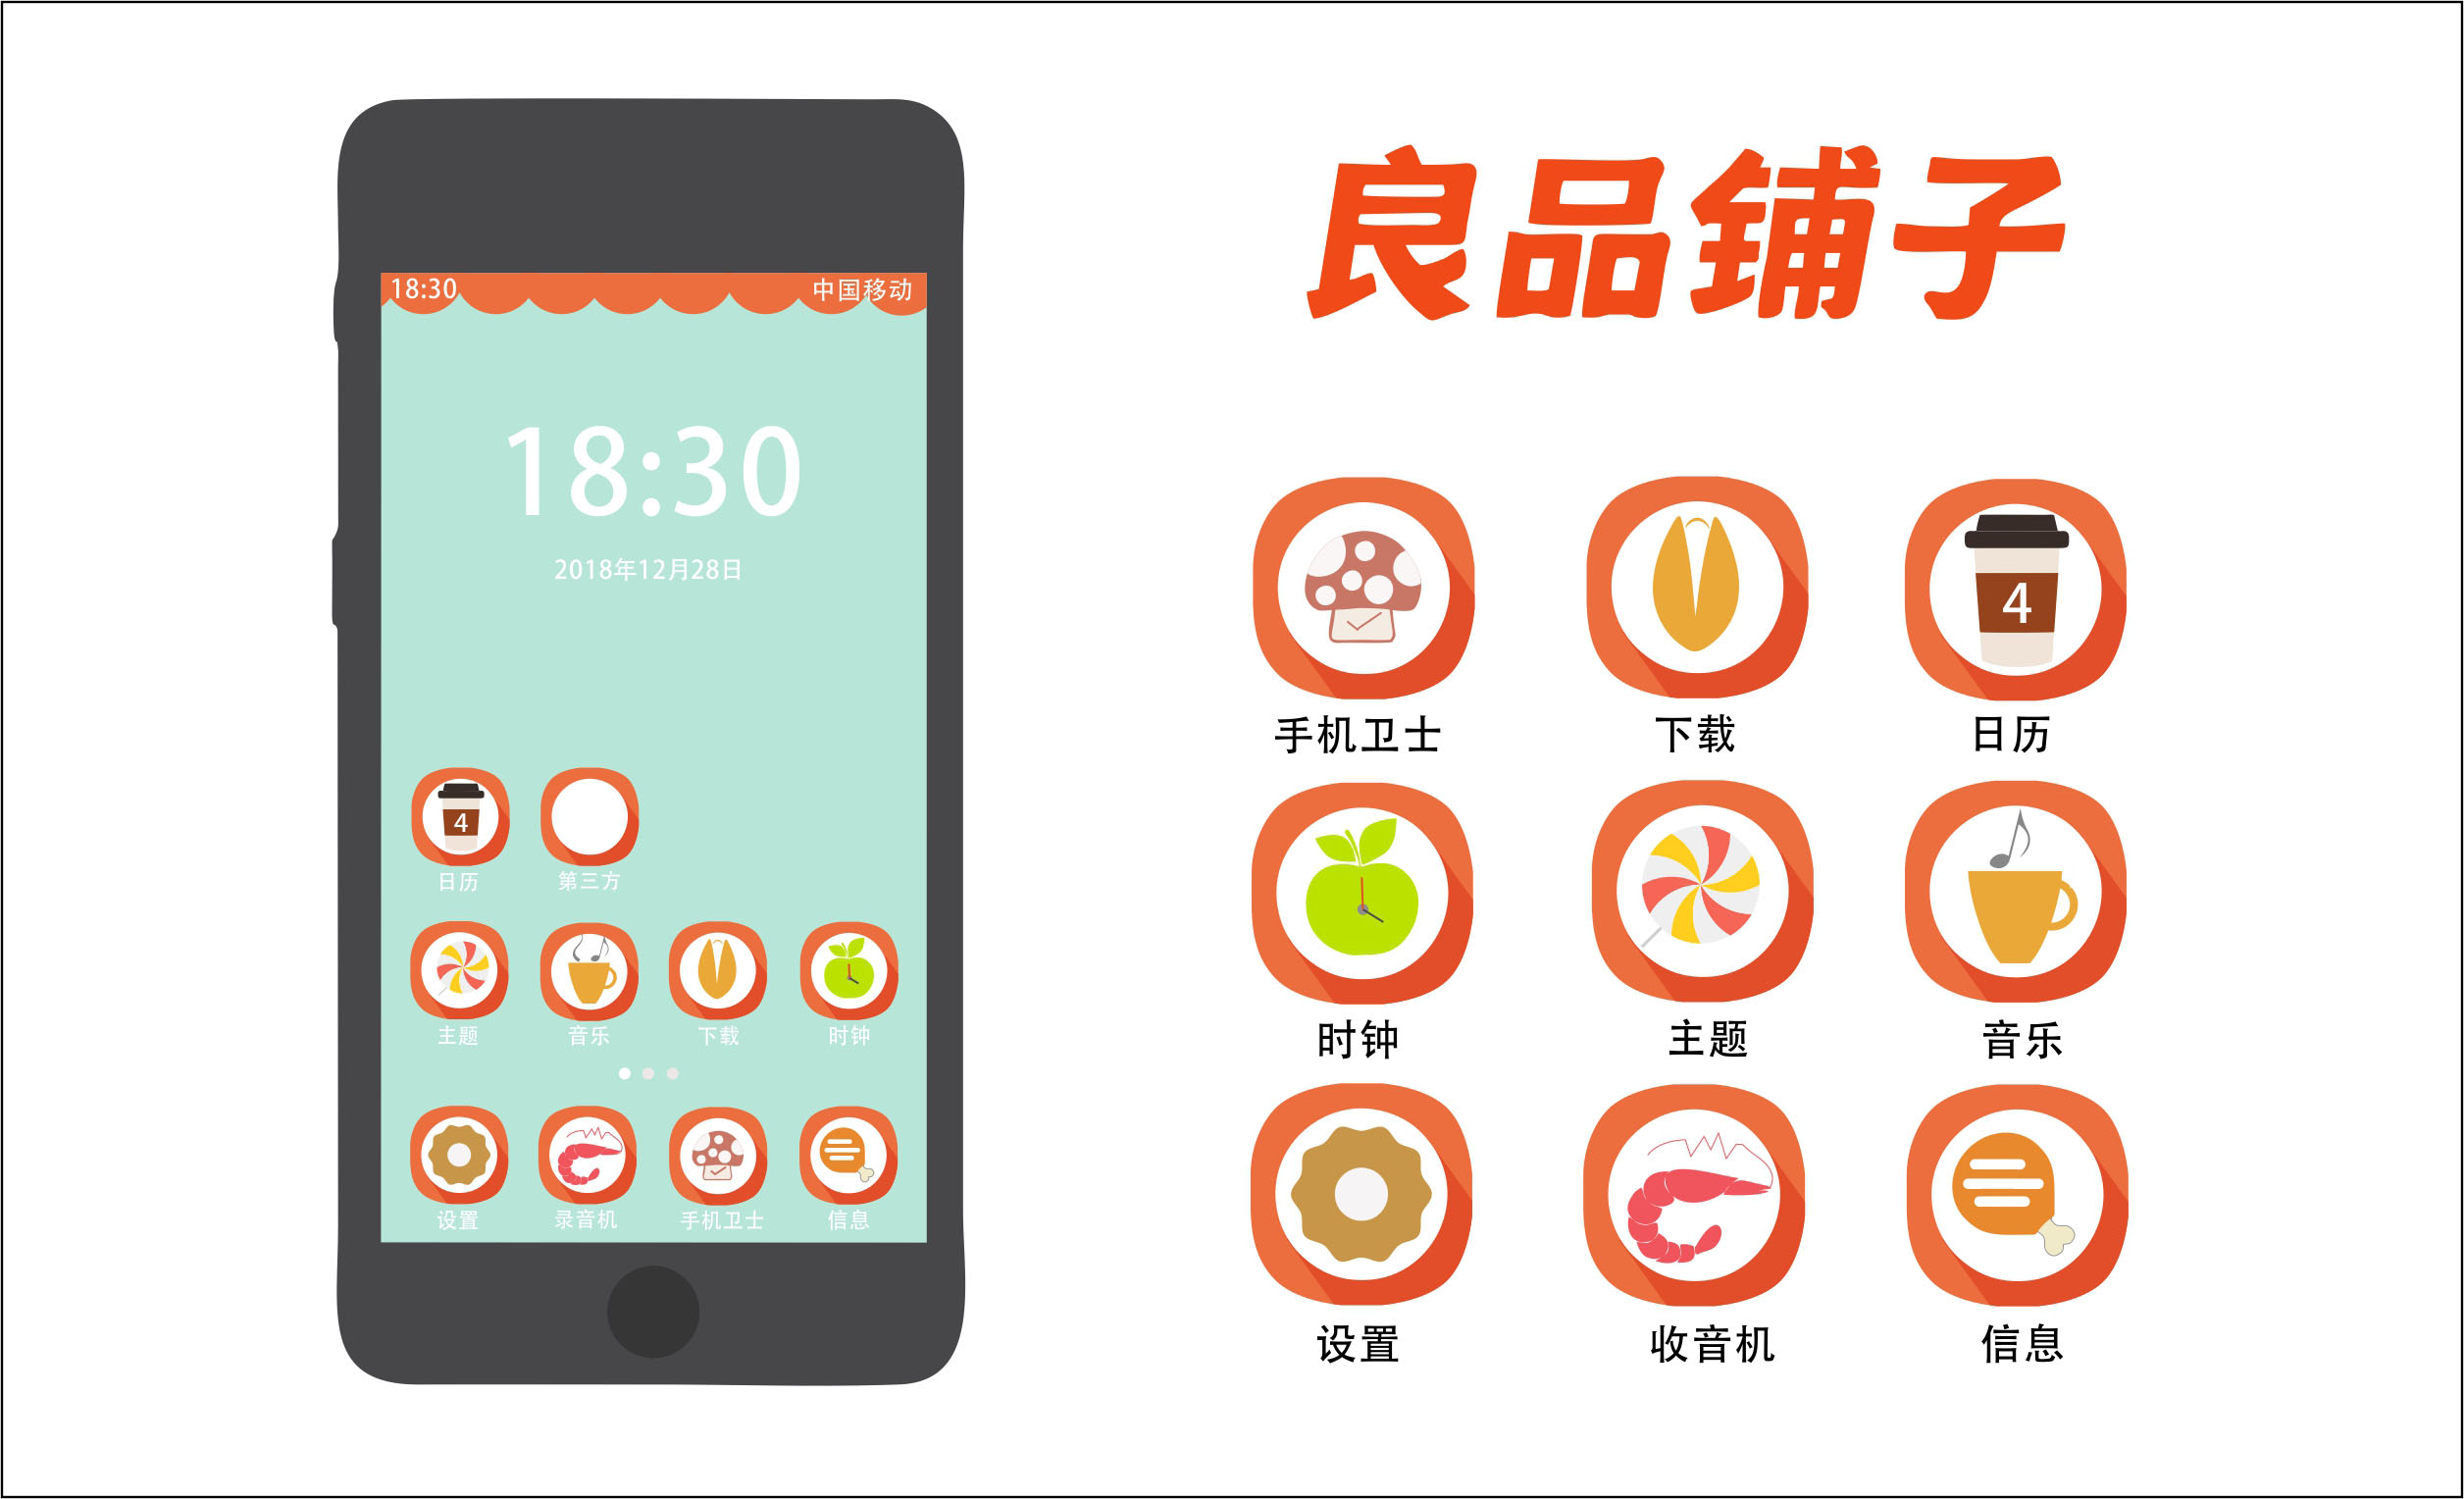 18:30 中国移动
18:30
2018年12月28日
4
日历 第三方
主题 音乐 下载 时钟
设置 录音机 手机卫士 信息
良品铺子
4
手机卫士 下载 日历
时钟 主题 音乐
设置 收音机 信息